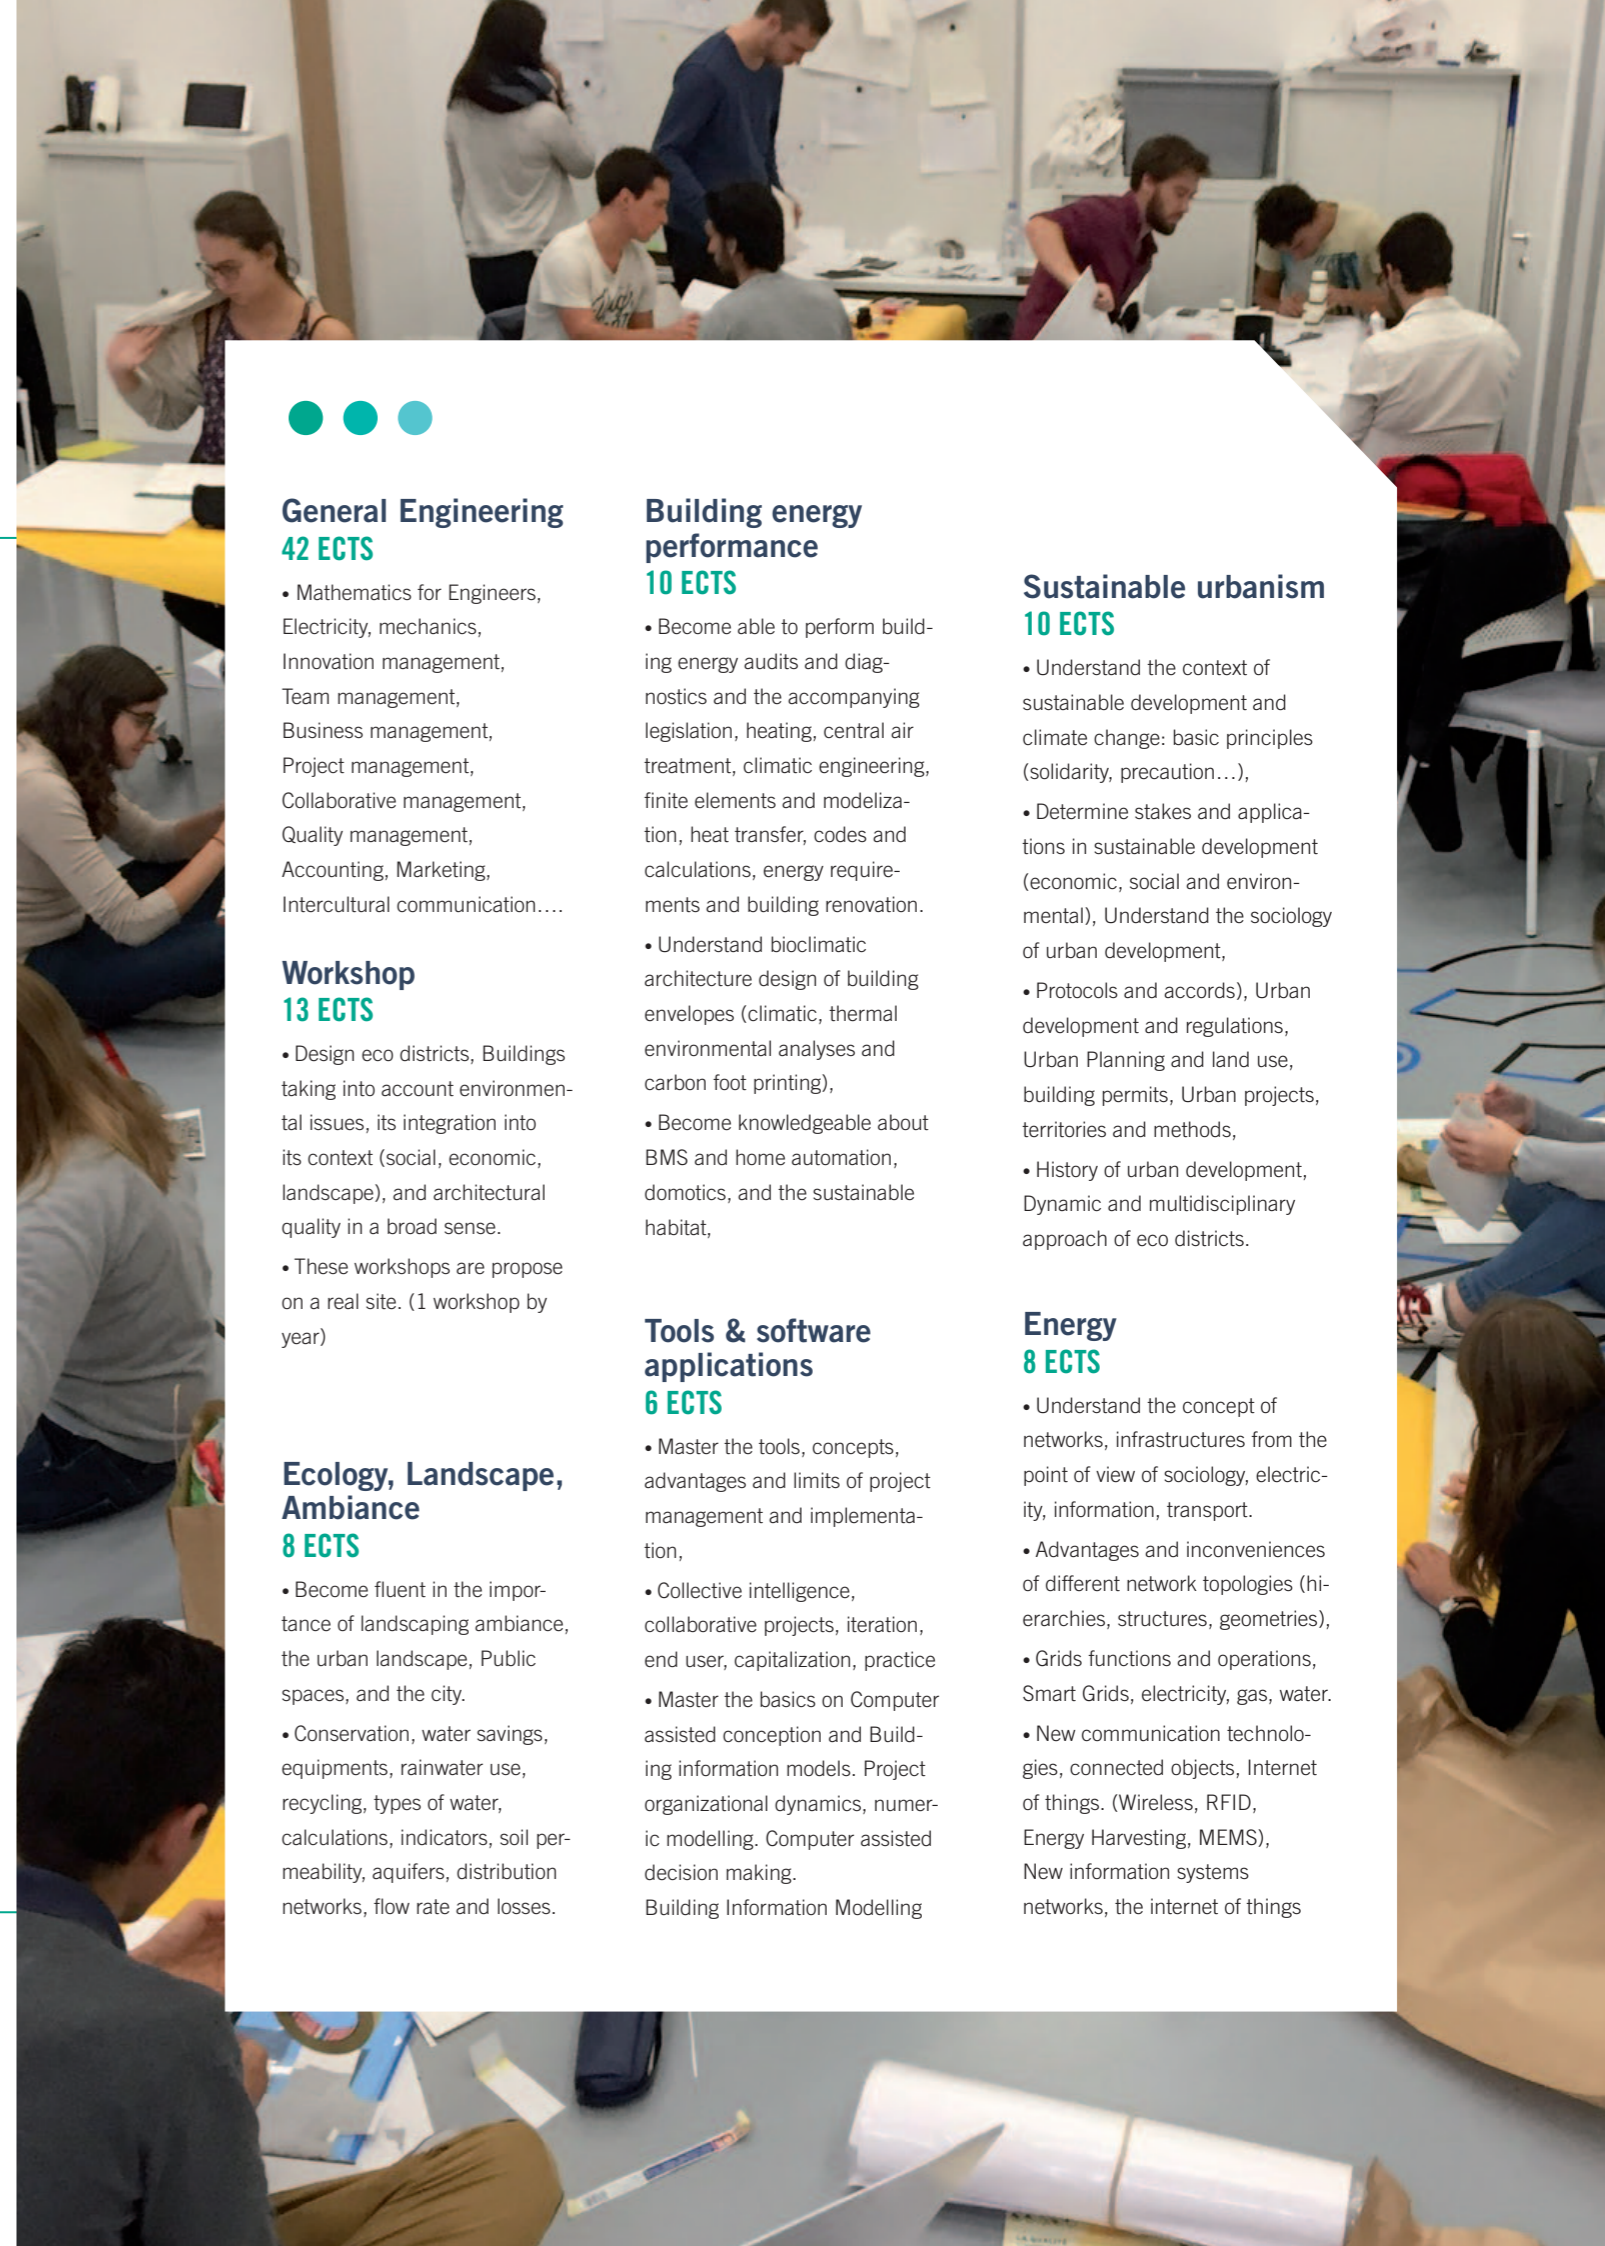 General Engineering
42 ECTS
• Mathematics for Engineers,
Electricity, mechanics,
Innovation management,
Team management,
Business management,
Project management,
Collaborative management,
Quality management,
Accounting, Marketing,
Intercultural communication….
Workshop
13 ECTS
• Design eco districts, Buildings
taking into account environmen-
tal issues, its integration into
its context (social, economic,
landscape), and architectural
quality in a broad sense.
• These workshops are propose
on a real site. (1 workshop by
year)
Ecology, Landscape,
Ambiance
8 ECTS
• Become fluent in the impor-
tance of landscaping ambiance,
the urban landscape, Public
spaces, and the city.
• Conservation, water savings,
equipments, rainwater use,
recycling, types of water,
calculations, indicators, soil per-
meability, aquifers, distribution
networks, flow rate and losses.
Building energy
performance
10 ECTS
• Become able to perform build-
ing energy audits and diag-
nostics and the accompanying
legislation, heating, central air
treatment, climatic engineering,
finite elements and modeliza-
tion, heat transfer, codes and
calculations, energy require-
ments and building renovation.
• Understand bioclimatic
architecture design of building
envelopes (climatic, thermal
environmental analyses and
carbon foot printing),
• Become knowledgeable about
BMS and home automation,
domotics, and the sustainable
habitat,
Tools & software
applications
6 ECTS
• Master the tools, concepts,
advantages and limits of project
management and implementa-
tion,
• Collective intelligence,
collaborative projects, iteration,
end user, capitalization, practice
• Master the basics on Computer
assisted conception and Build-
ing information models. Project
organizational dynamics, numer-
ic modelling. Computer assisted
decision making.
Building Information Modelling
Sustainable urbanism
10 ECTS
• Understand the context of
sustainable development and
climate change: basic principles
(solidarity, precaution…),
• Determine stakes and applica-
tions in sustainable development
(economic, social and environ-
mental), Understand the sociology
of urban development,
• Protocols and accords), Urban
development and regulations,
Urban Planning and land use,
building permits, Urban projects,
territories and methods,
• History of urban development,
Dynamic and multidisciplinary
approach of eco districts.
Energy
8 ECTS
• Understand the concept of
networks, infrastructures from the
point of view of sociology, electric-
ity, information, transport.
• Advantages and inconveniences
of different network topologies (hi-
erarchies, structures, geometries),
• Grids functions and operations,
Smart Grids, electricity, gas, water.
• New communication technolo-
gies, connected objects, Internet
of things. (Wireless, RFID,
Energy Harvesting, MEMS),
New information systems
networks, the internet of things